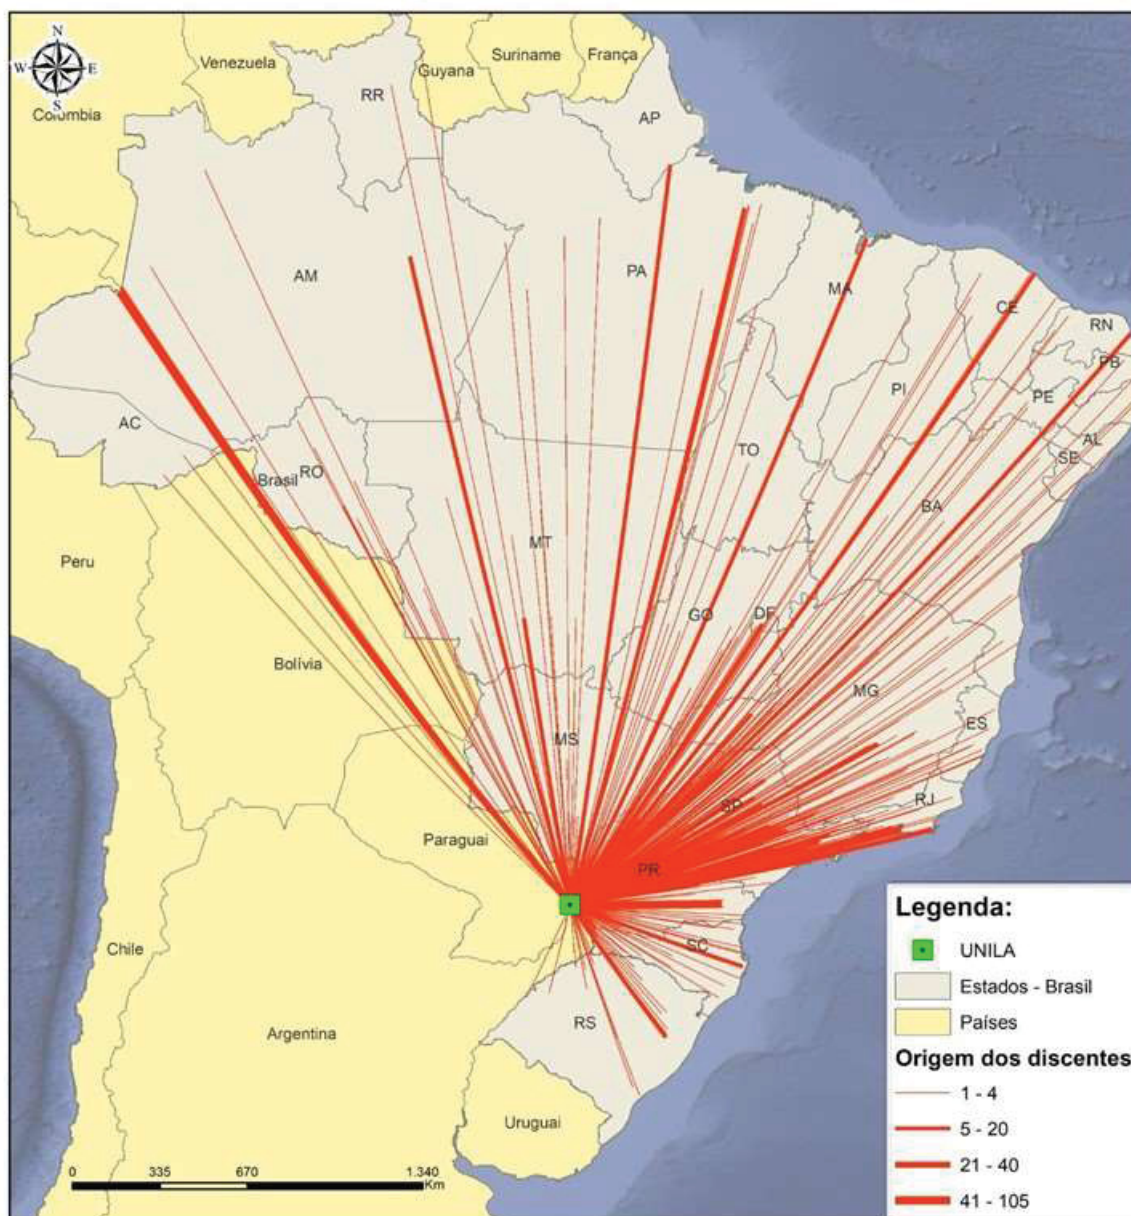 N
W E
S
Venezuela
Suriname
França
Guyana
Colombia
RR
AP
AM
PA
MA
CE
RN
PB
PI
PE
AL
SE
AC
Brasil
RO
TO
BA
MT
Peru
GO
DF
Bolívia
MG
ES
MS
SP
RJ
Paraguai
PR
SC
Chile
RS
Argentina
Uruguai
Legenda:
UNILA
Estados - Brasil
Países
Origem dos discentes
1 - 4
5 - 20
21 - 40
41 - 105
0 335 670 1.340
Km